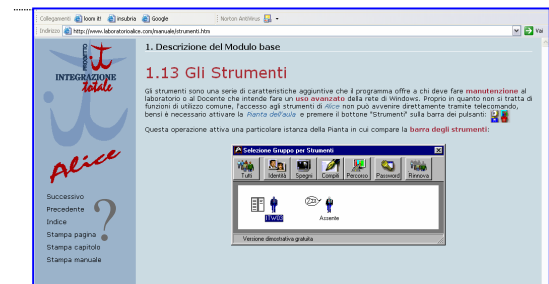 Collegamenti loom it! insubria Google Norton AntiVirus
Indirizzo http://www.laboratorioalice.com/manuale/strumenti.htm Vai
PROGETTO
iTL
INTEGRAZIONE
totale
Alice
Successivo
Precedente
Indice
Stampa pagina
Stampa capitolo
Stampa manuale
?
1. Descrizione del Modulo base
1.13 Gli Strumenti
Gli strumenti sono una serie di caratteristiche aggiuntive che il programma offre a chi deve fare manutenzione al
laboratorio o al Docente che intende fare un uso avanzato della rete di Windows. Proprio in quanto non si tratta di
funzioni di utilizzo comune, l'accesso agli strumenti di Alice non può avvenire direttamente tramite telecomando,
bensì è necessario attivare la Pianta dell'aula e premere il bottone "Strumenti" sulla barra dei pulsanti:
Questa operazione attiva una particolare istanza della Pianta in cui compare la barra degli strumenti:
Selezione Gruppo per Strumenti
Tutti Identità Spegni Compiti Percorso Password Rinnova
ITW03 Assente
Versione dimostrativa gratuita